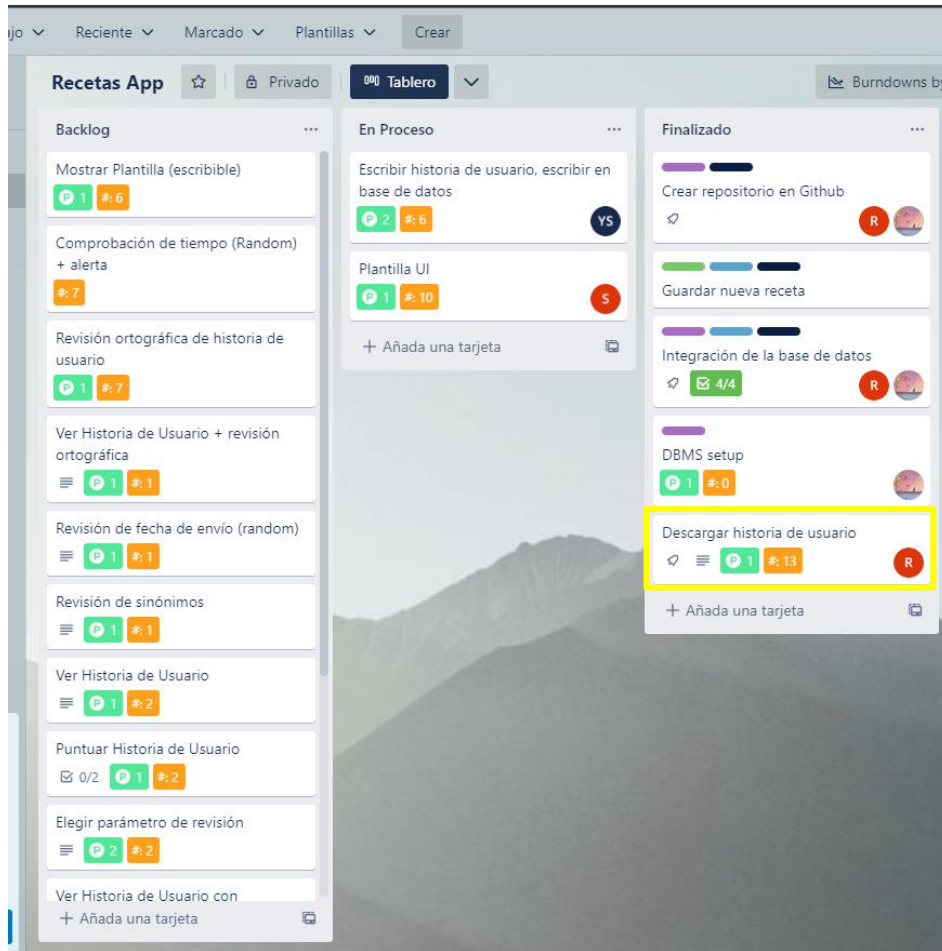 ajo Reciente Marcado Plantillas Crear
Recetas App Privado Tablero Burndowns by
Backlog
Mostrar Plantilla (escribible)
P 1 #: 6
Comprobación de tiempo (Random)
+ alerta
#: 7
Revisión ortográfica de historia de
usuario
P 1 #: 7
Ver Historia de Usuario + revisión
ortográfica
P 1 #: 1
Revisión de fecha de envío (random)
P 1 #: 1
Revisión de sinónimos
P 1 #: 1
Ver Historia de Usuario
P 1 #: 2
Puntuar Historia de Usuario
0/2 P 1 #: 2
Elegir parámetro de revisión
P 2 #: 2
Ver Historia de Usuario con
+ Añada una tarjeta
En Proceso
Escribir historia de usuario, escribir en
base de datos
P 2 #: 6 YS
Plantilla UI
P 1 #: 10 S
+ Añada una tarjeta
Finalizado
Crear repositorio en Github
R
Guardar nueva receta
Integración de la base de datos
4/4 R
DBMS setup
P 1 #: 0
Descargar historia de usuario
P 1 #: 13 R
+ Añada una tarjeta